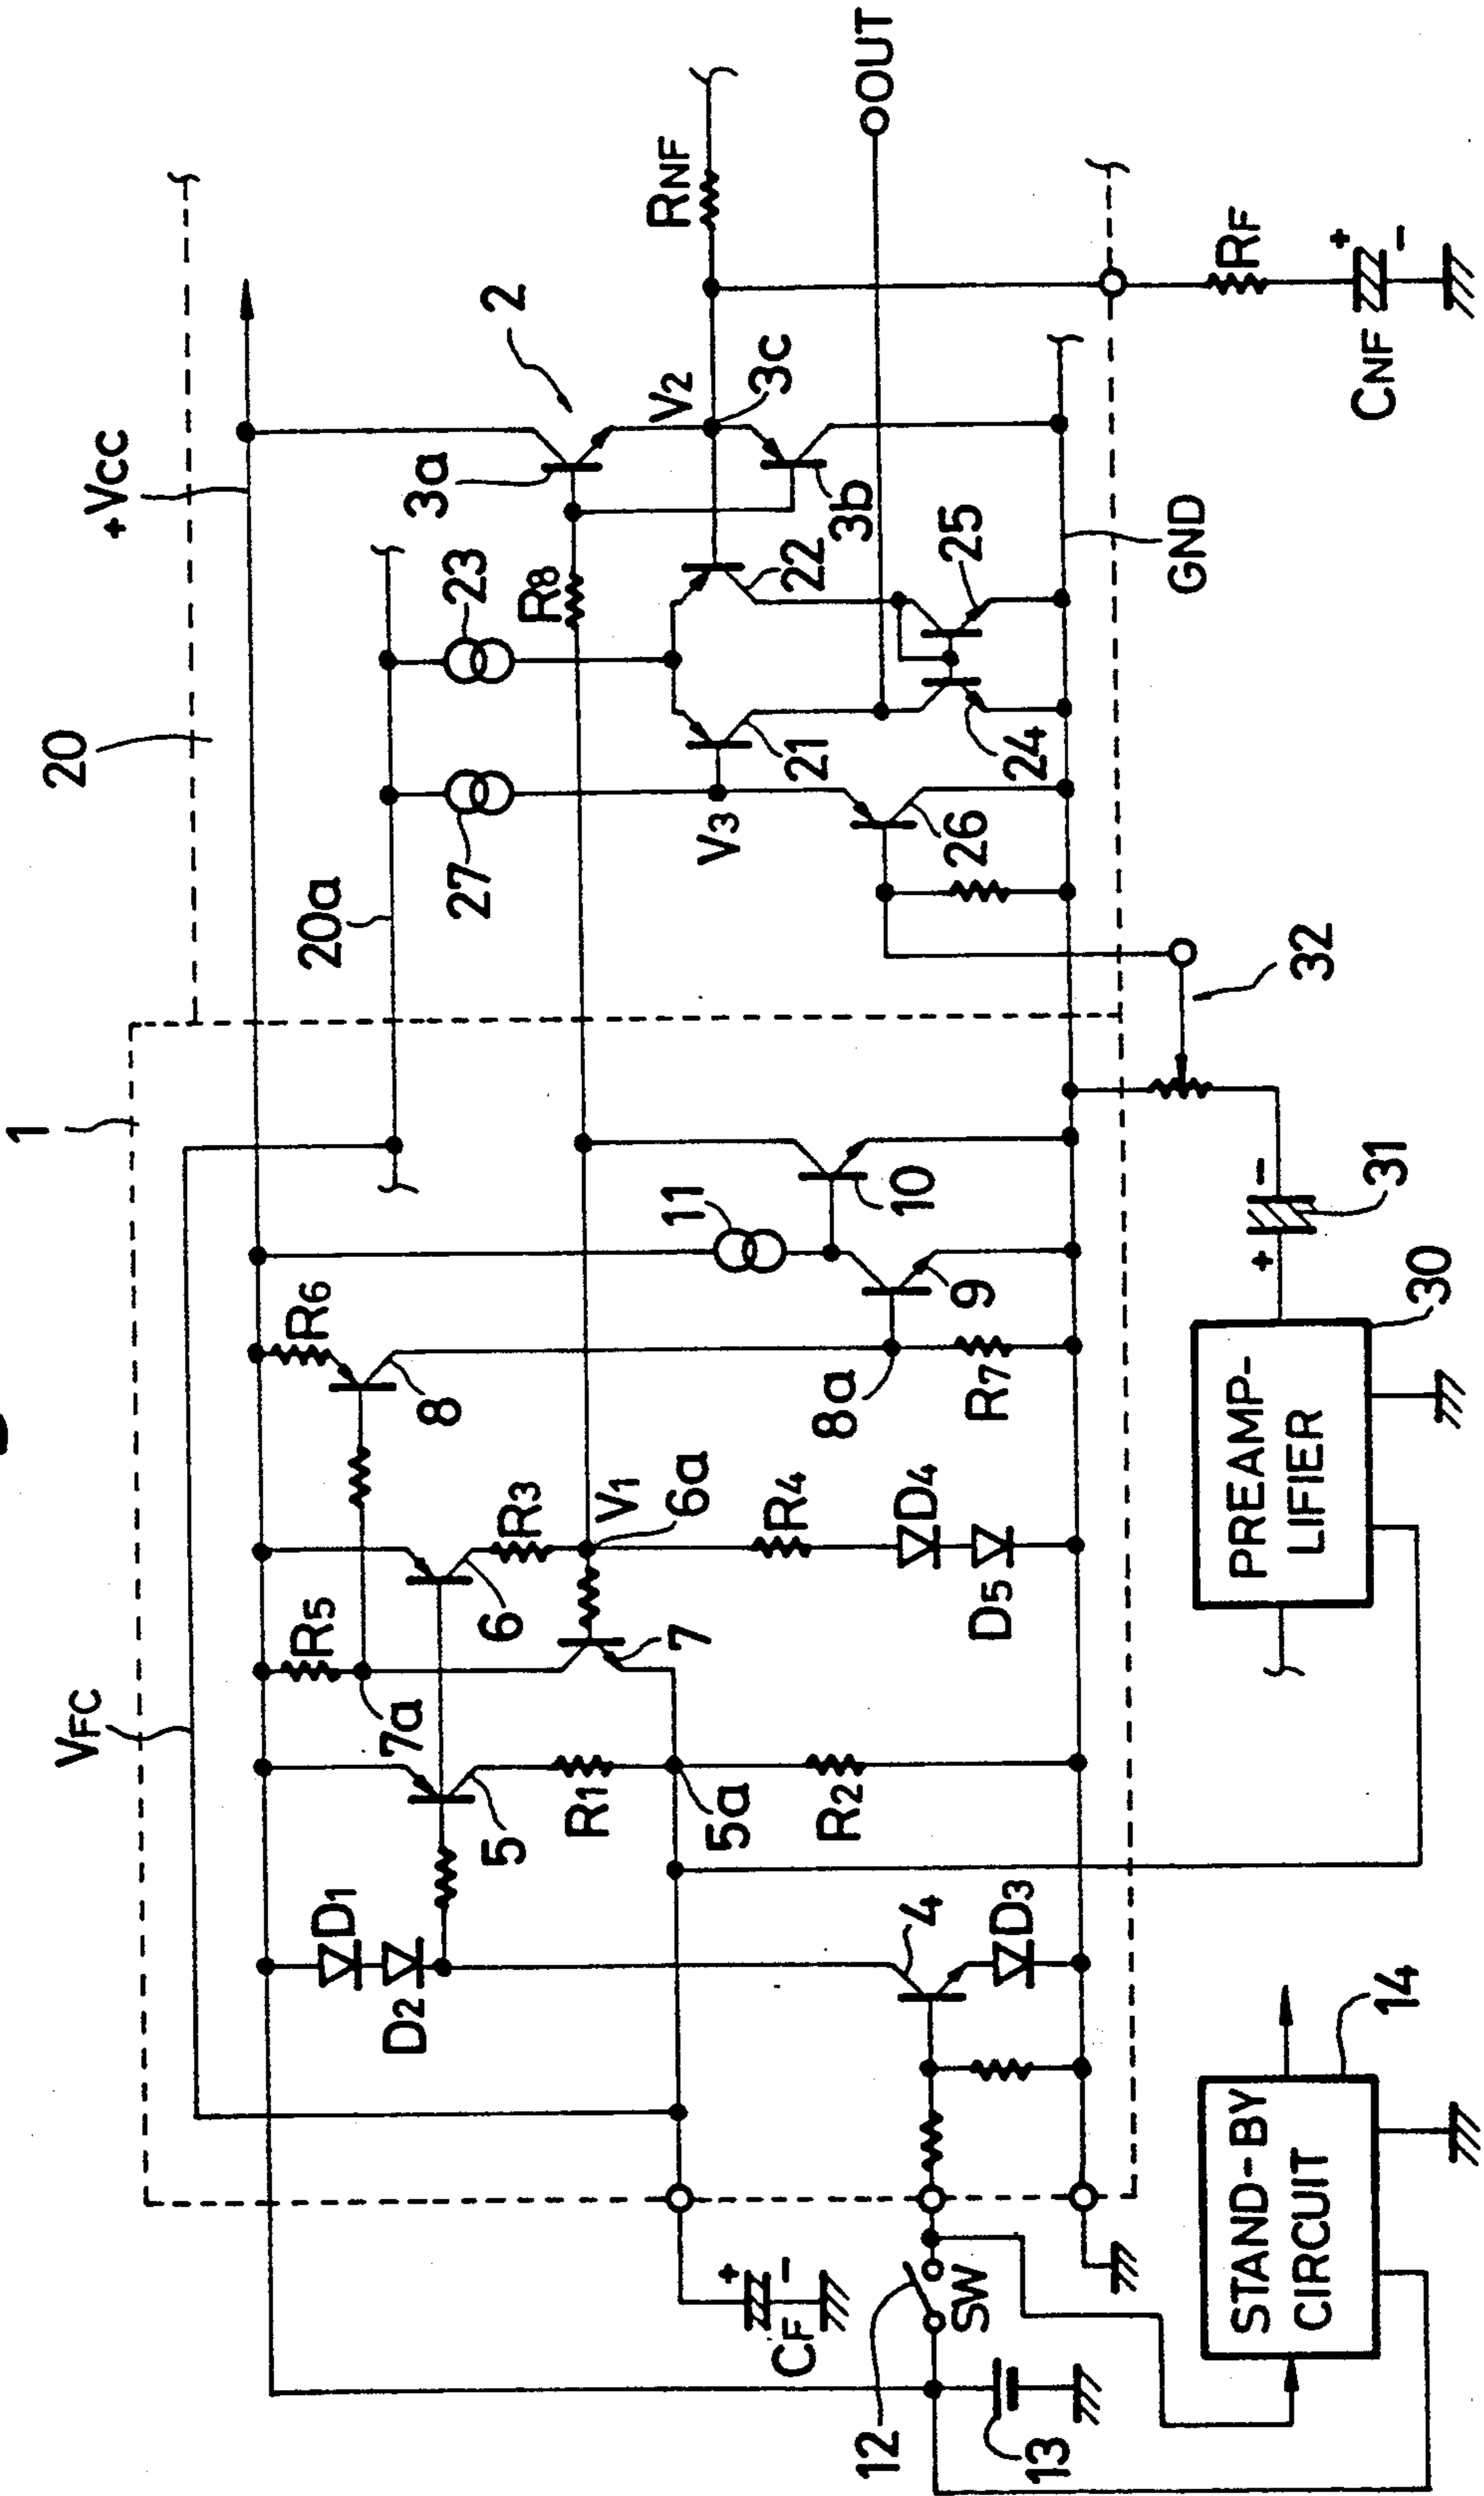 1
VFC
20
+ VCC
20a
D1
D2
R5
7a
R6
8
23
27
3a
2
5
6
R3
V1
6a
11
R8
V2
RNF
R1
5a
7
R4
D4
D5
8a
10
9
R7
V3
21
22
3c
3b
OUT
26
24
25
GND
R2
4
D3
12
SW
CF
+
-
13
14
STAND-BY
CIRCUIT
30
PREAMP-
LIFIER
+
-
31
32
RF
CNF
+
-